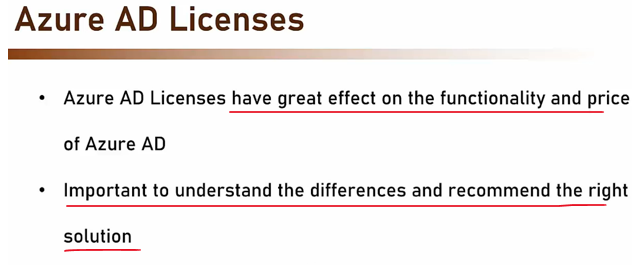 Azure AD Licenses
• Azure AD Licenses have great effect on the functionality and price
of Azure AD
• Important to understand the differences and recommend the right
solution